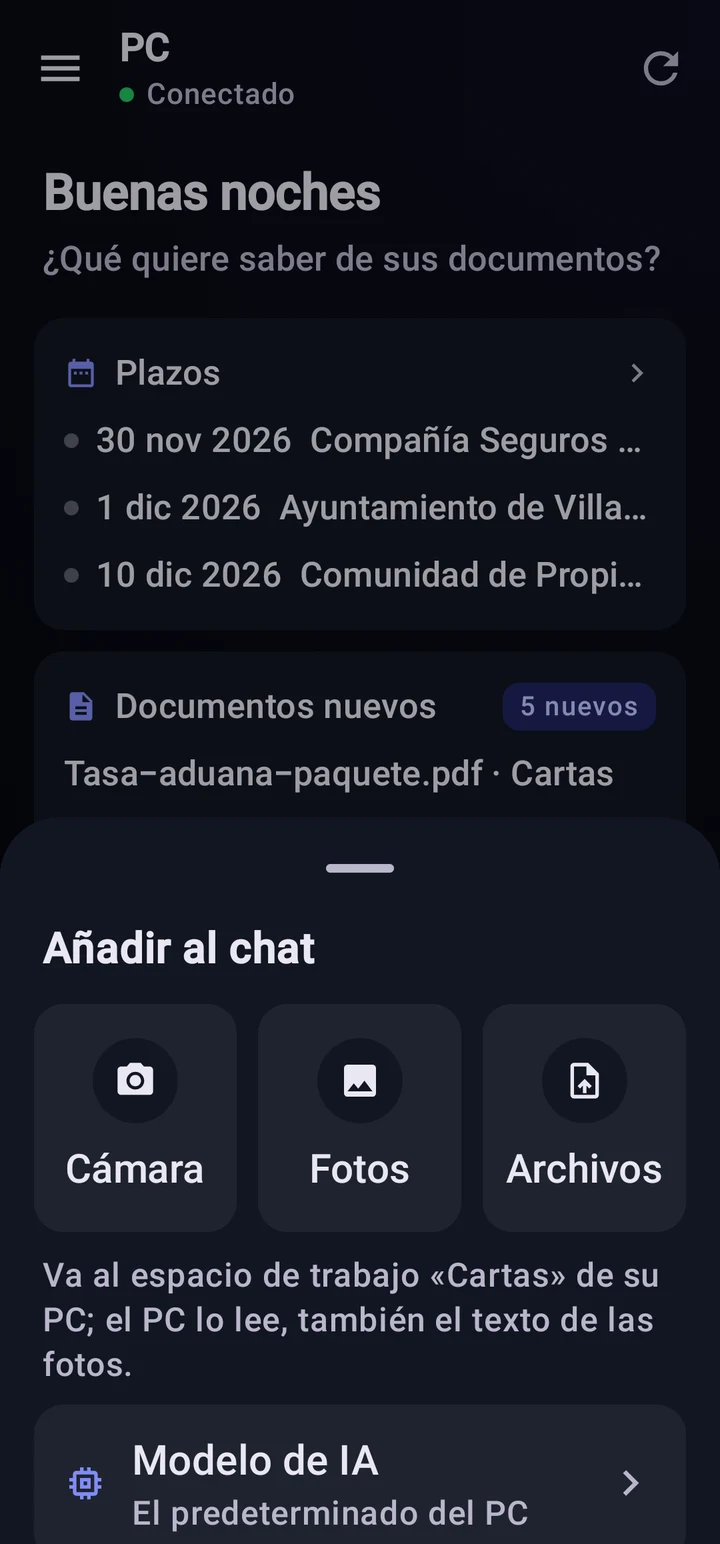 PC
Conectado
Buenas noches
¿Qué quiere saber de sus documentos?
Plazos
30 nov 2026 Compañía Seguros ...
1 dic 2026 Ayuntamiento de Villa...
10 dic 2026 Comunidad de Propi...
Documentos nuevos 5 nuevos
Tasa-aduana-paquete.pdf · Cartas
Añadir al chat
Cámara Fotos Archivos
Va al espacio de trabajo «Cartas» de su
PC; el PC lo lee, también el texto de las
fotos.
Modelo de IA
El predeterminado del PC